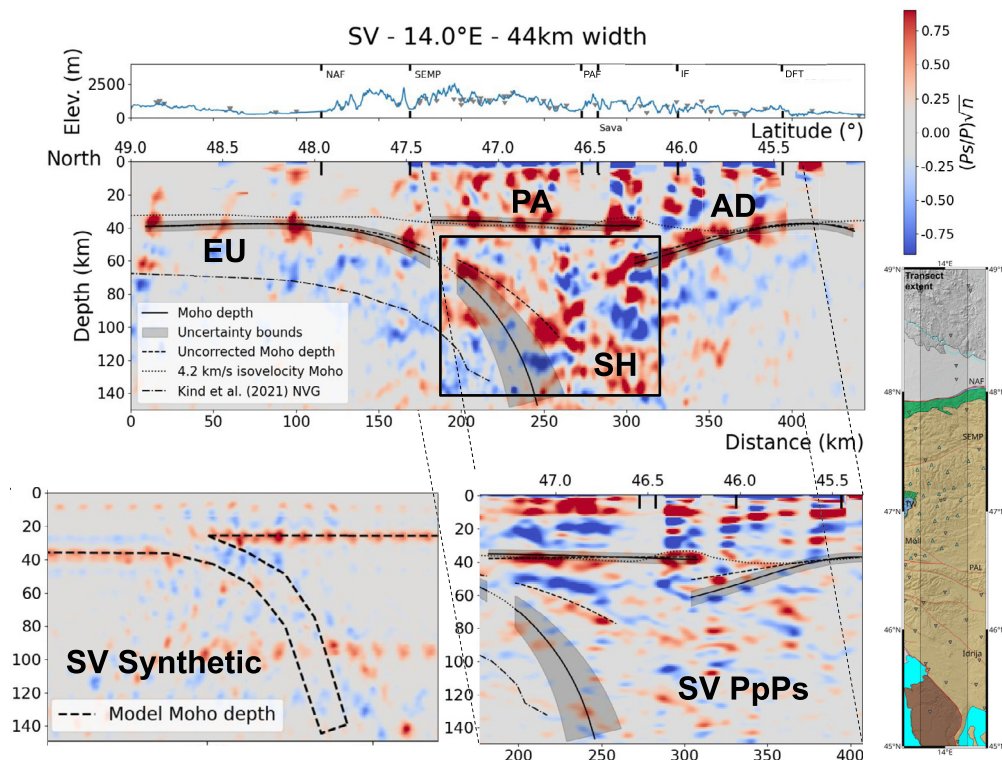 SV - 14.0°E - 44km width
Elev. (m)
2500
0
NAF
SEMP
PAF
IF
DFT
Sava
Latitude (°)
49.0 48.5 48.0 47.5 47.0 46.5 46.0 45.5
North
Depth (km)
0
20
40
60
80
100
120
140
EU
PA
AD
SH
Moho depth
Uncertainty bounds
Uncorrected Moho depth
4.2 km/s isovelocity Moho
Kind et al. (2021) NVG
0 50 100 150 200 250 300 350 400
Distance (km)
0.75
0.50
0.25
0.00
-0.25
-0.50
-0.75
(Ps/P)√n
0
20
40
60
80
100
120
140
SV Synthetic
Model Moho depth
47.0 46.5 46.0 45.5
0
20
40
60
80
100
120
140
SV PpPs
200 250 300 350 400
14°E
49°N
Transect
extent
NAF
48°N
SEMP
TW
47°N
Moll
PAL
46°N
Idrija
45°N
45°N
14°E